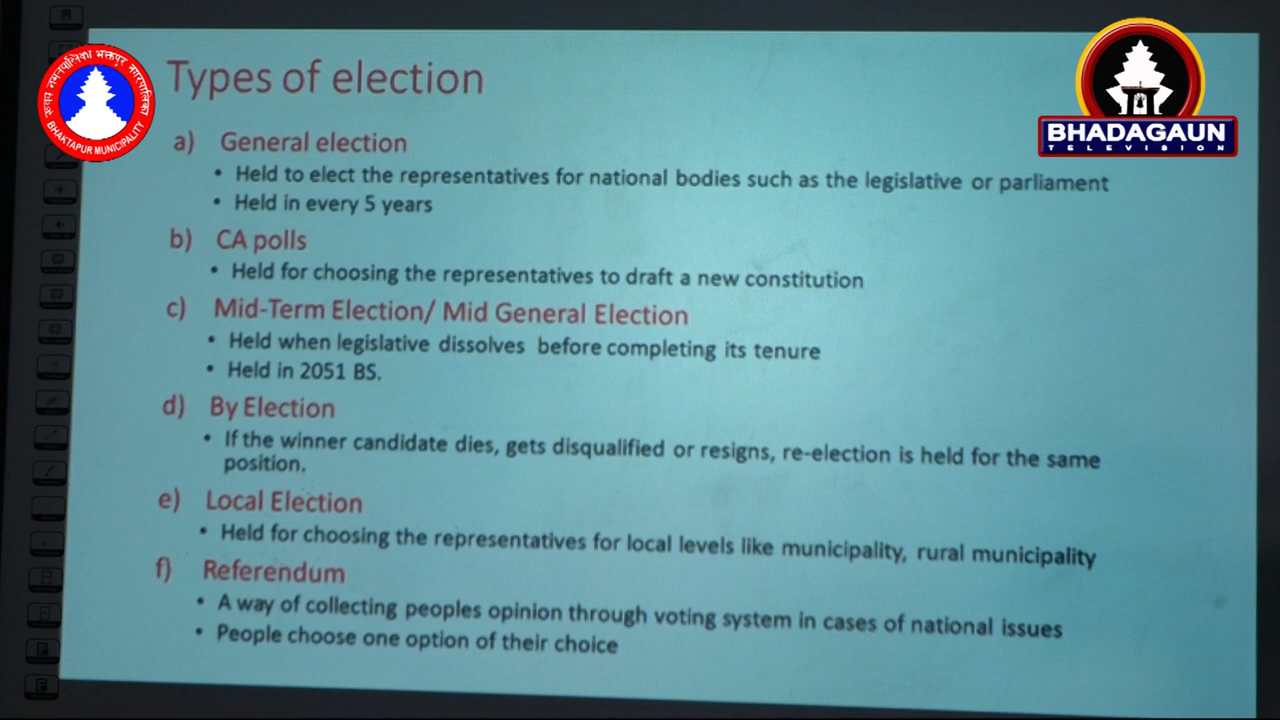 ख्वप नगरपालिका भक्तपुर नगरपालिका
BHAKTAPUR MUNICIPALITY
BHADAGAUN
TELEVISION
Types of election
a) General election
• Held to elect the representatives for national bodies such as the legislative or parliament
• Held in every 5 years
b) CA polls
• Held for choosing the representatives to draft a new constitution
c) Mid-Term Election/ Mid General Election
• Held when legislative dissolves before completing its tenure
• Held in 2051 BS.
d) By Election
• If the winner candidate dies, gets disqualified or resigns, re-election is held for the same
position.
e) Local Election
• Held for choosing the representatives for local levels like municipality, rural municipality
f) Referendum
• A way of collecting peoples opinion through voting system in cases of national issues
• People choose one option of their choice